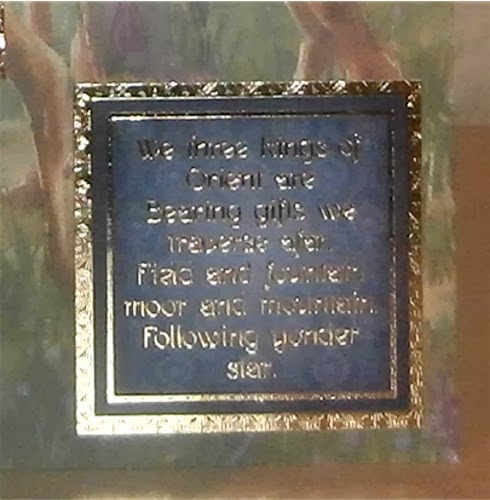 We three kings of
Orient are
Bearing gifts we
traverse afar.
Field and fountain
moor and mountain.
Following yonder
star.